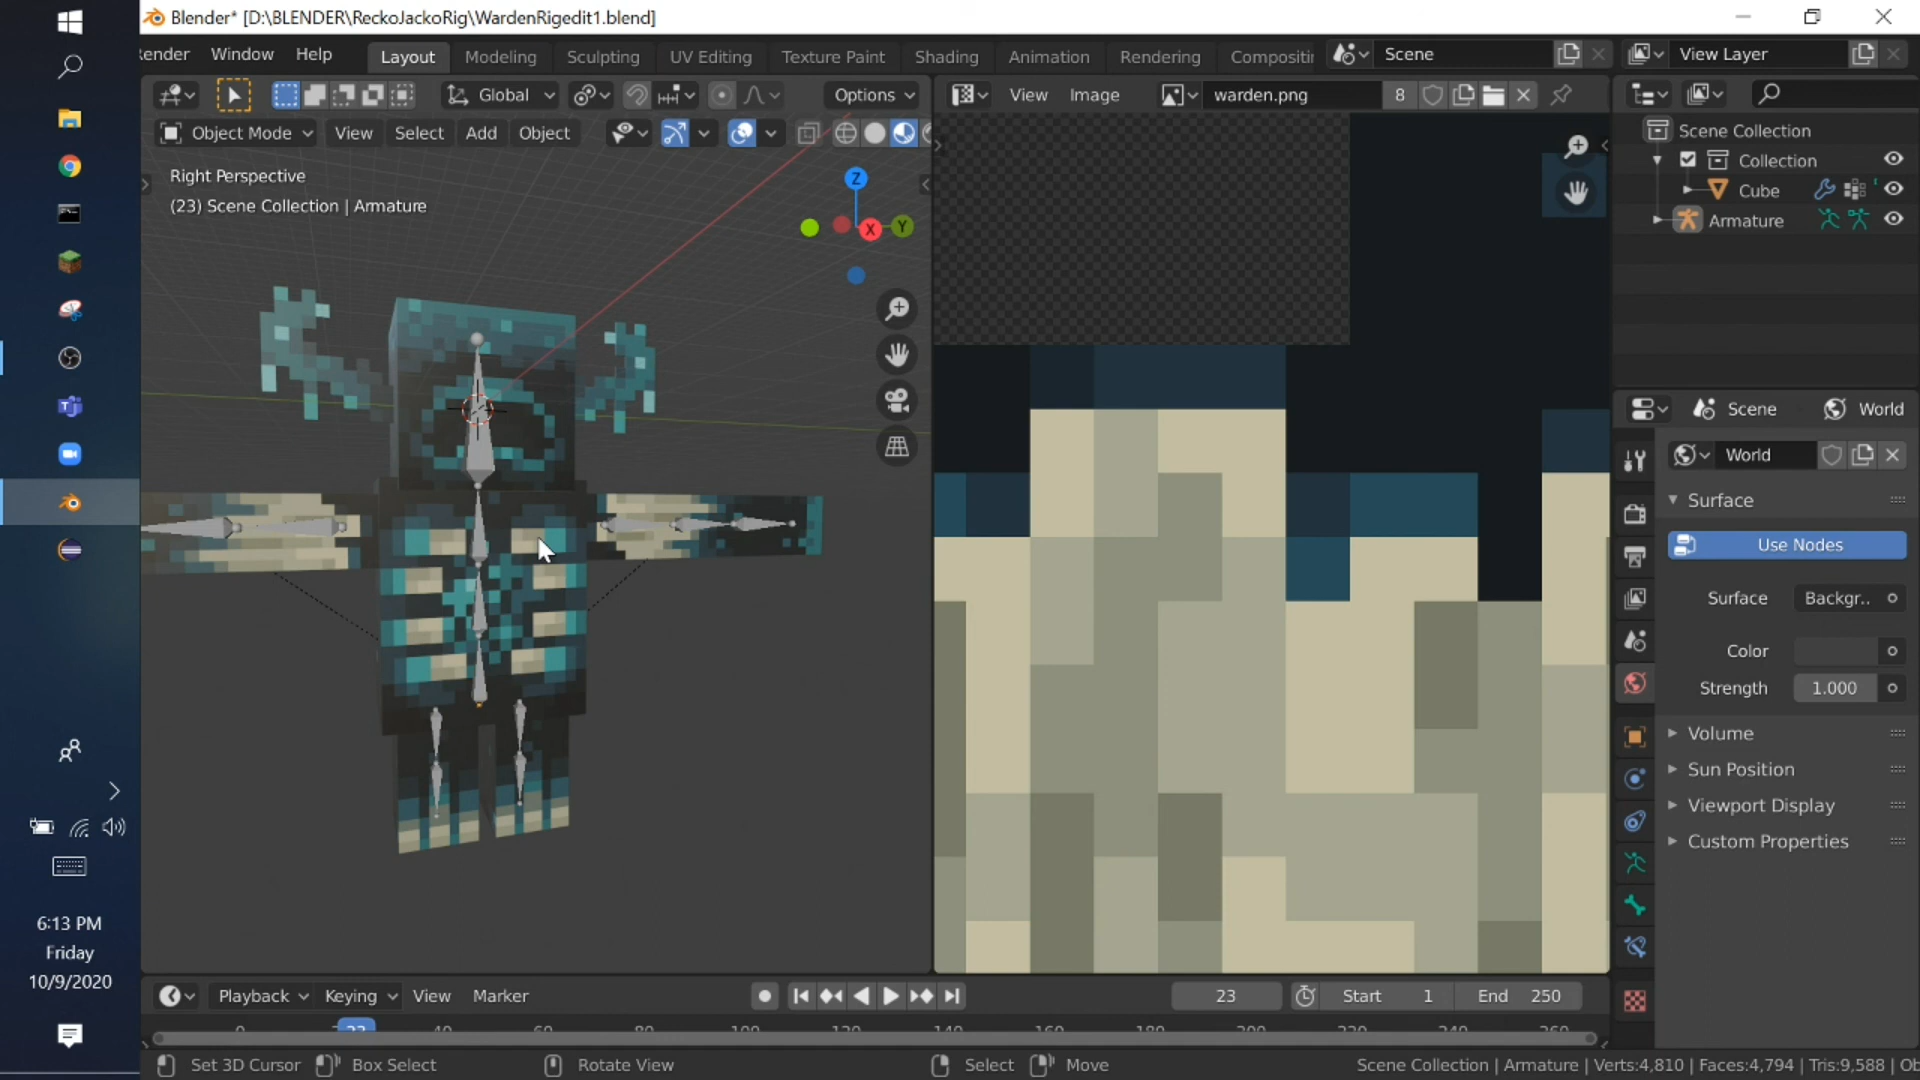 Blender* [D:\BLENDER\ReckoJackoRig\WardenRigedit1.blend]
ender Window Help Layout Modeling Sculpting UV Editing Texture Paint Shading Animation Rendering Compositi Scene View Layer
Global Options View Image warden.png 8
Object Mode View Select Add Object
Right Perspective
(23) Scene Collection | Armature
Z
X
Y
Scene Collection
Collection
Cube
Armature
Scene World
World
Surface
Use Nodes
Surface Backgr..
Color
Strength 1.000
Volume
Sun Position
Viewport Display
Custom Properties
6:13 PM
Friday
10/9/2020
Playback Keying View Marker 23 Start 1 End 250
Set 3D Cursor Box Select Rotate View Select Move Scene Collection | Armature | Verts:4,810 | Faces:4,794 | Tris:9,588 | Ob